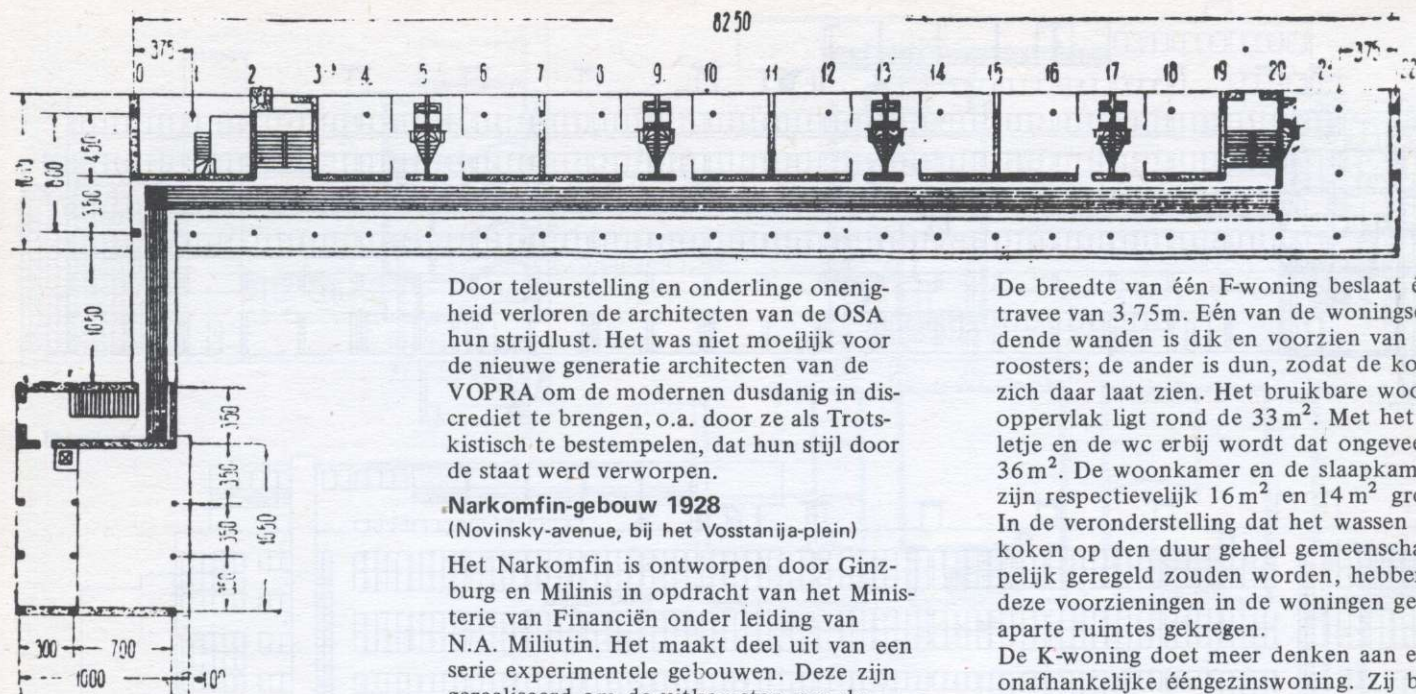 8250
375
375
0 1 2 3 4 5 6 7 8 9. 10 11 12 13 14 15 16 17 18 19 20 21 22
450
800
350
1050
350
350
350
1050
300 700
1000 400
Door teleurstelling en onderlinge onenig-
heid verloren de architecten van de OSA
hun strijdlust. Het was niet moeilijk voor
de nieuwe generatie architecten van de
VOPRA om de modernen dusdanig in dis-
crediet te brengen, o.a. door ze als Trots-
kistisch te bestempelen, dat hun stijl door
de staat werd verworpen.
Narkomfin-gebouw 1928
(Novinsky-avenue, bij het Vosstanija-plein)
Het Narkomfin is ontworpen door Ginz-
burg en Milinis in opdracht van het Minis-
terie van Financiën onder leiding van
N.A. Miliutin. Het maakt deel uit van een
serie experimentele gebouwen. Deze zijn
De breedte van één F-woning beslaat
travee van 3,75m. Eén van de
dende wanden is dik en voorzien van
roosters; de ander is dun, zodat de
zich daar laat zien. Het bruikbare
oppervlak ligt rond de 33 m². Met het
letje en de wc erbij wordt dat
36 m². De woonkamer en de
zijn respectievelijk 16 m² en 14 m²
In de veronderstelling dat het wassen
koken op den duur geheel
pelijk geregeld zouden worden,
deze voorzieningen in de woningen
aparte ruimtes gekregen.
De K-woning doet meer denken aan
onafhankelijke ééngezinswoning. Zij